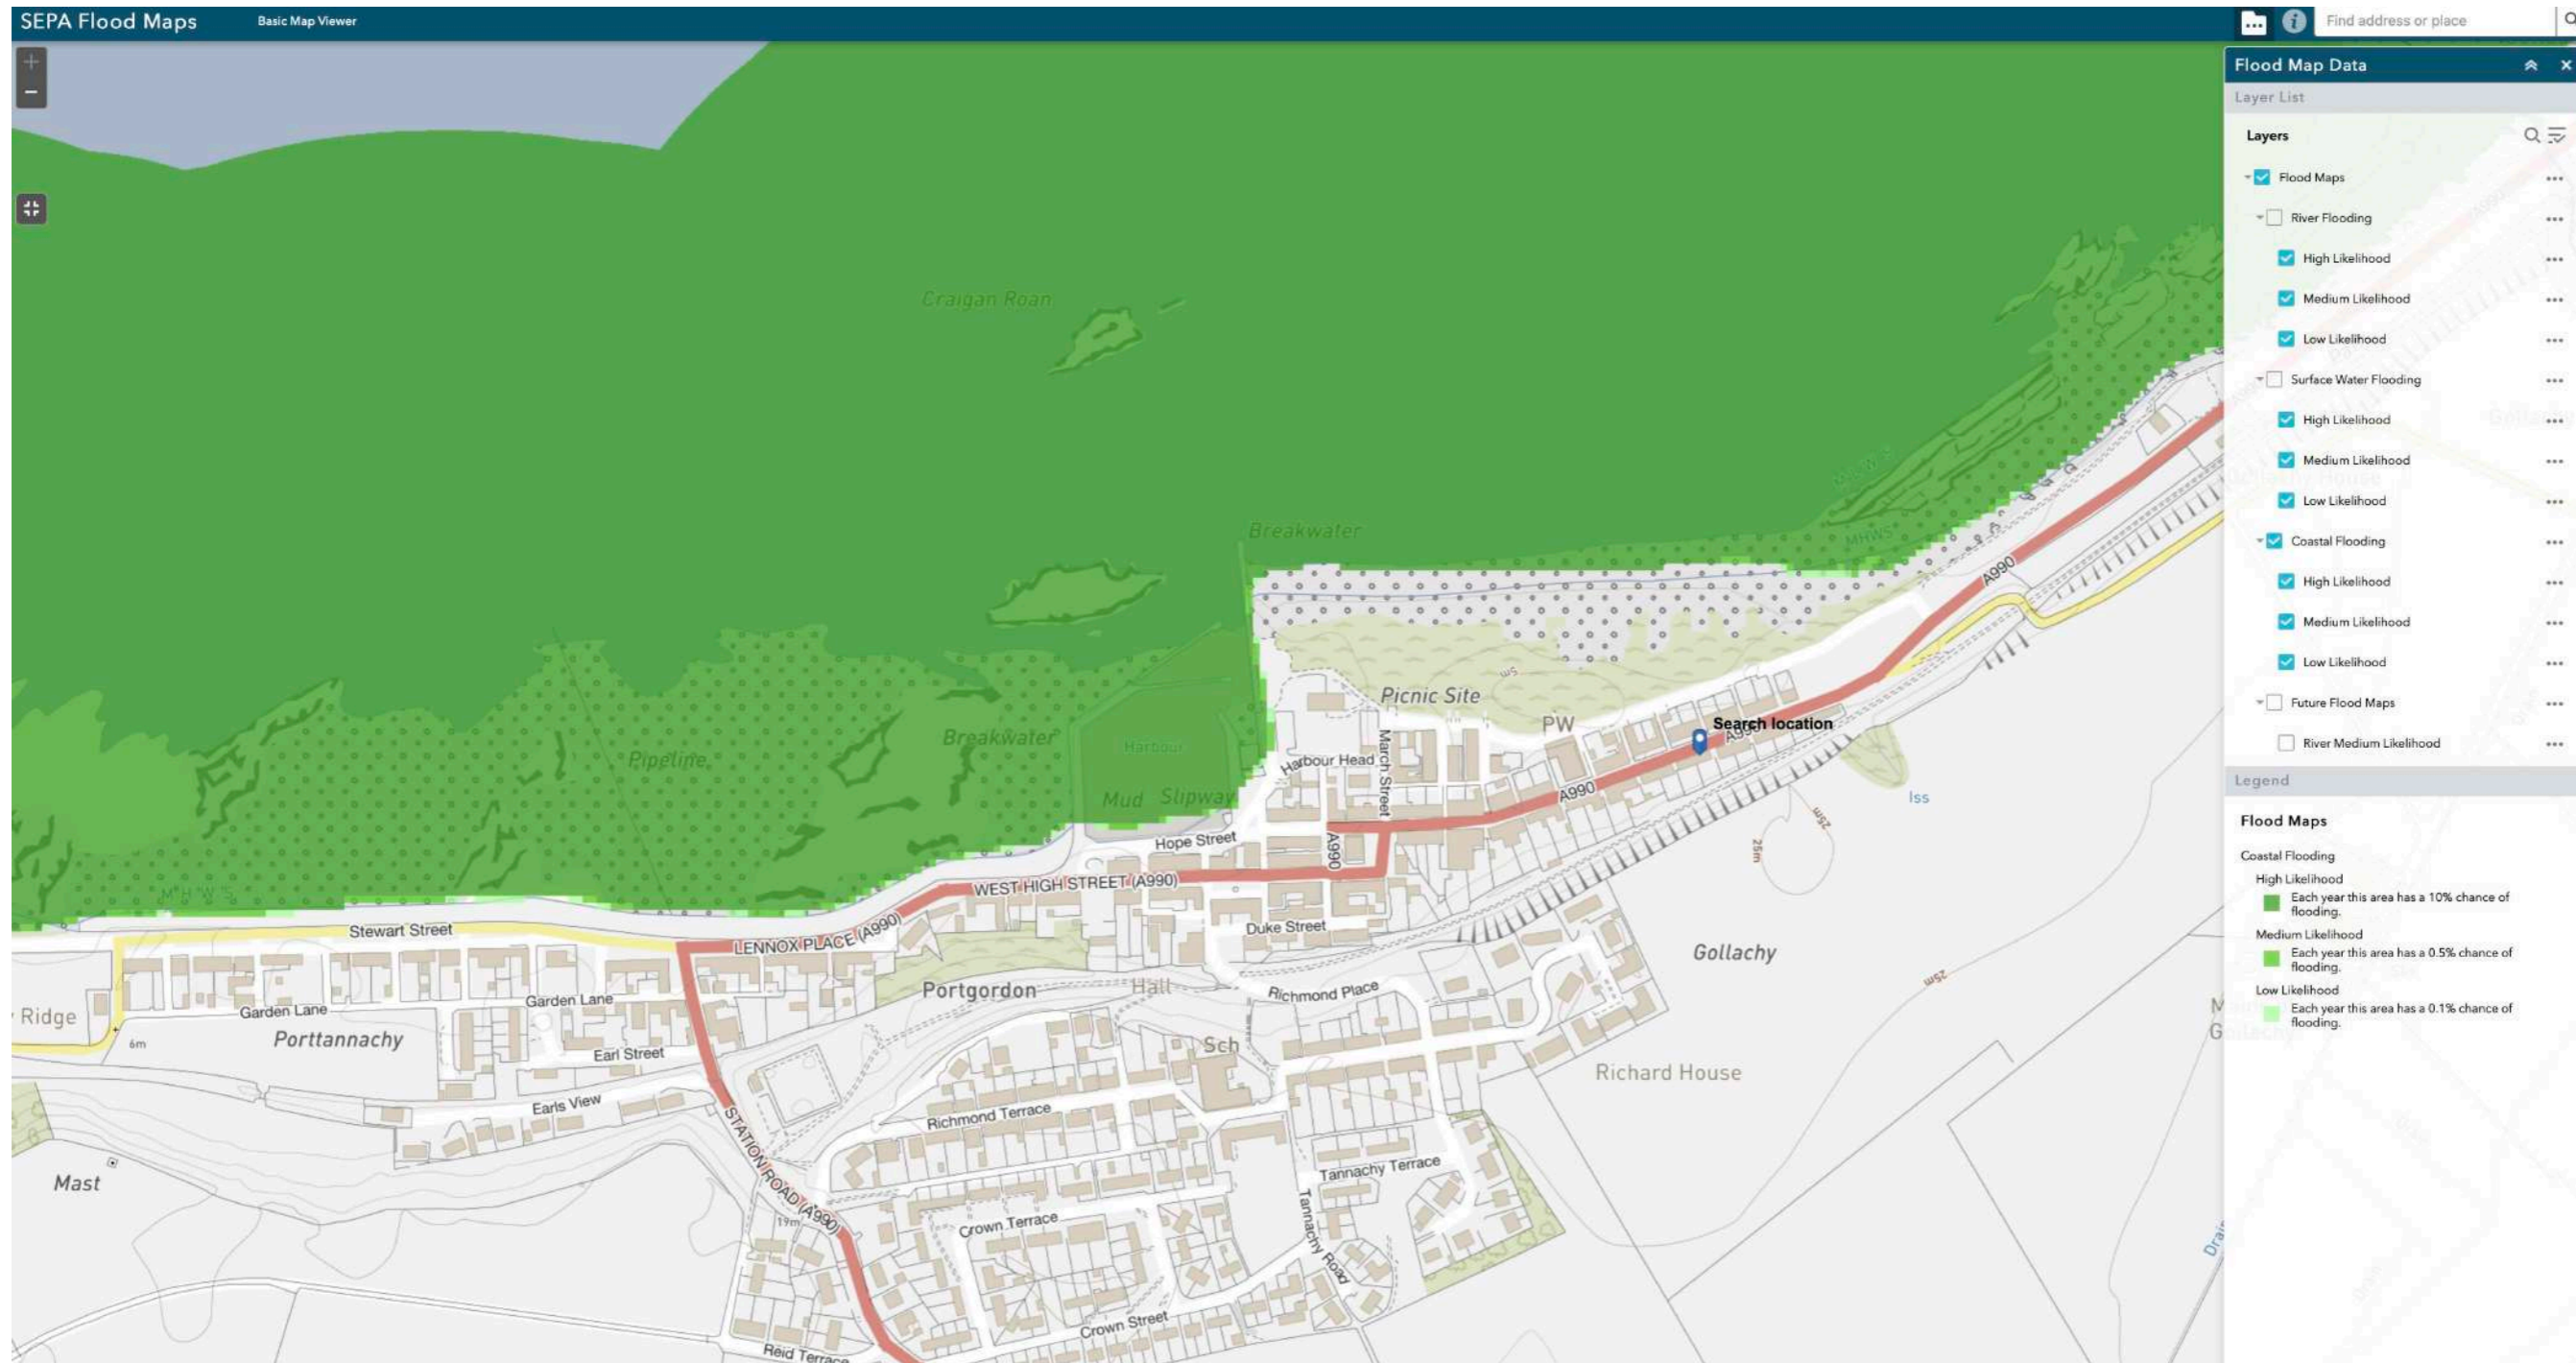 SEPA Flood Maps
Basic Map Viewer
Find address or place
Flood Map Data
Layer List
Layers
Flood Maps
River Flooding
High Likelihood
Medium Likelihood
Low Likelihood
Surface Water Flooding
High Likelihood
Medium Likelihood
Low Likelihood
Coastal Flooding
High Likelihood
Medium Likelihood
Low Likelihood
Future Flood Maps
River Medium Likelihood
Legend
Flood Maps
Coastal Flooding
High Likelihood
Each year this area has a 10% chance of
flooding.
Medium Likelihood
Each year this area has a 0.5% chance of
flooding.
Low Likelihood
Each year this area has a 0.1% chance of
flooding.
Craigan Roan
Breakwater
MHWS
A990
5m
Picnic Site
PW
Search location
A990
Breakwater
Harbour
Pipeline
March Street
Harbour Head
Mud
Slipway
A990
Iss
Hope Street
A990
25m
25m
WEST HIGH STREET (A990)
M.H.W.S
Stewart Street
LENNOX PLACE (A990)
Duke Street
Gollachy
25m
Portgordon
Hall
Richmond Place
Ridge
Garden Lane
Garden Lane
6m
Porttannachy
Earl Street
Sch
Richard House
Earls View
Richmond Terrace
STATION ROAD (A990)
Mast
Tannachy Terrace
19m
Crown Terrace
Tannachy Road
Drain
Crown Street
Reid Terrace